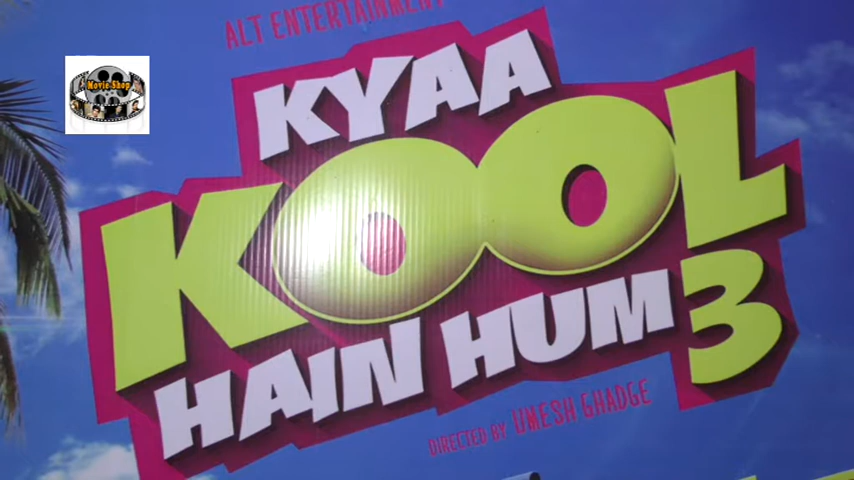 ALT ENTERTAINMENT
Movie Shop
KYAA
KOOL
HAIN HUM 3
DIRECTED BY UMESH GHADGE